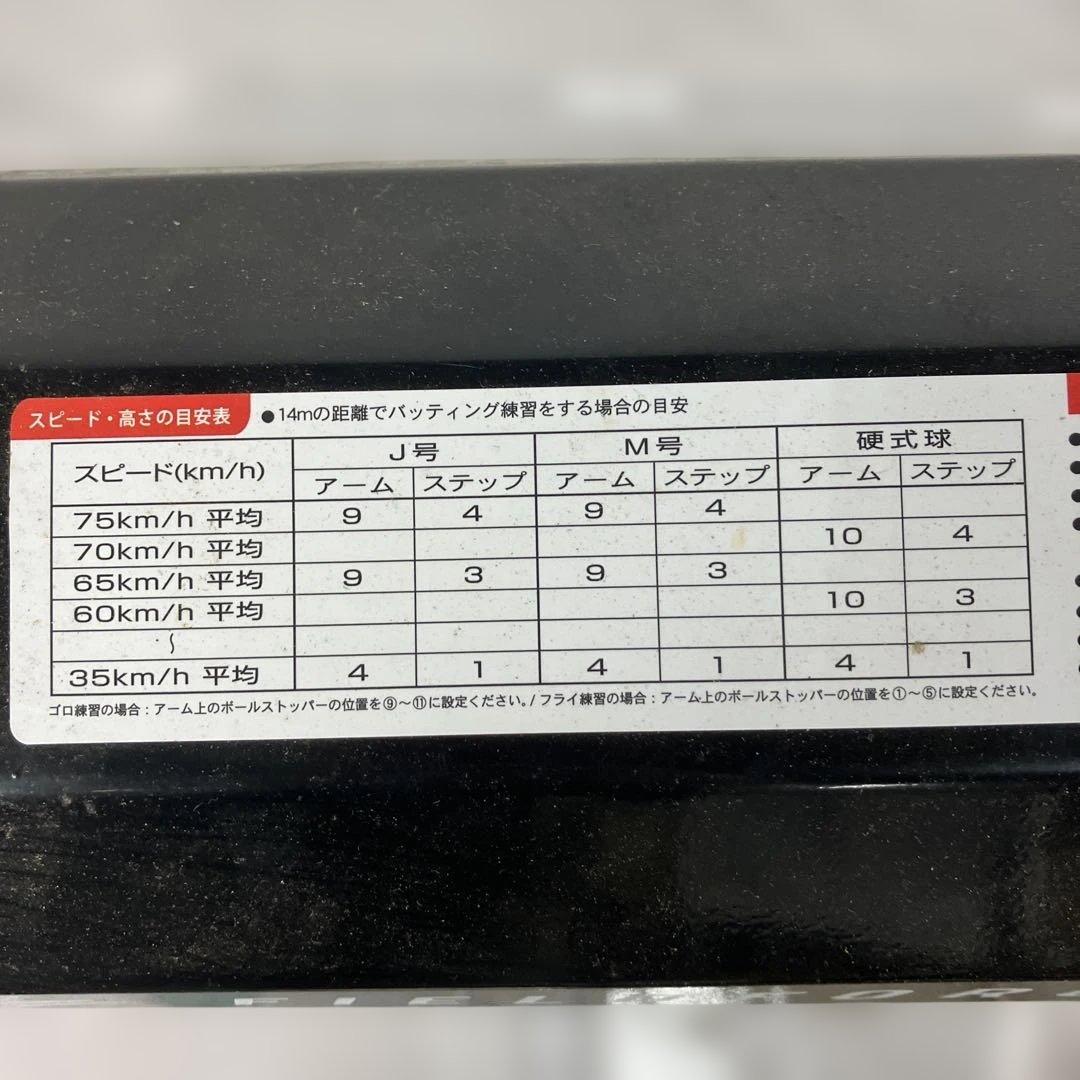 スピード・高さの目安表 ●14mの距離でバッティング練習をする場合の目安
スピード(km/h) J号 M号 硬式球
アーム ステップ アーム ステップ アーム ステップ
75km/h 平均 9 4 9 4
70km/h 平均 10 4
65km/h 平均 9 3 9 3
60km/h 平均 10 3
〜
35km/h 平均 4 1 4 1 4 1
ゴロ練習の場合：アーム上のボールストッパーの位置を⑨〜⑪に設定ください。/ フライ練習の場合：アーム上のボールストッパーの位置を①〜⑤に設定ください。